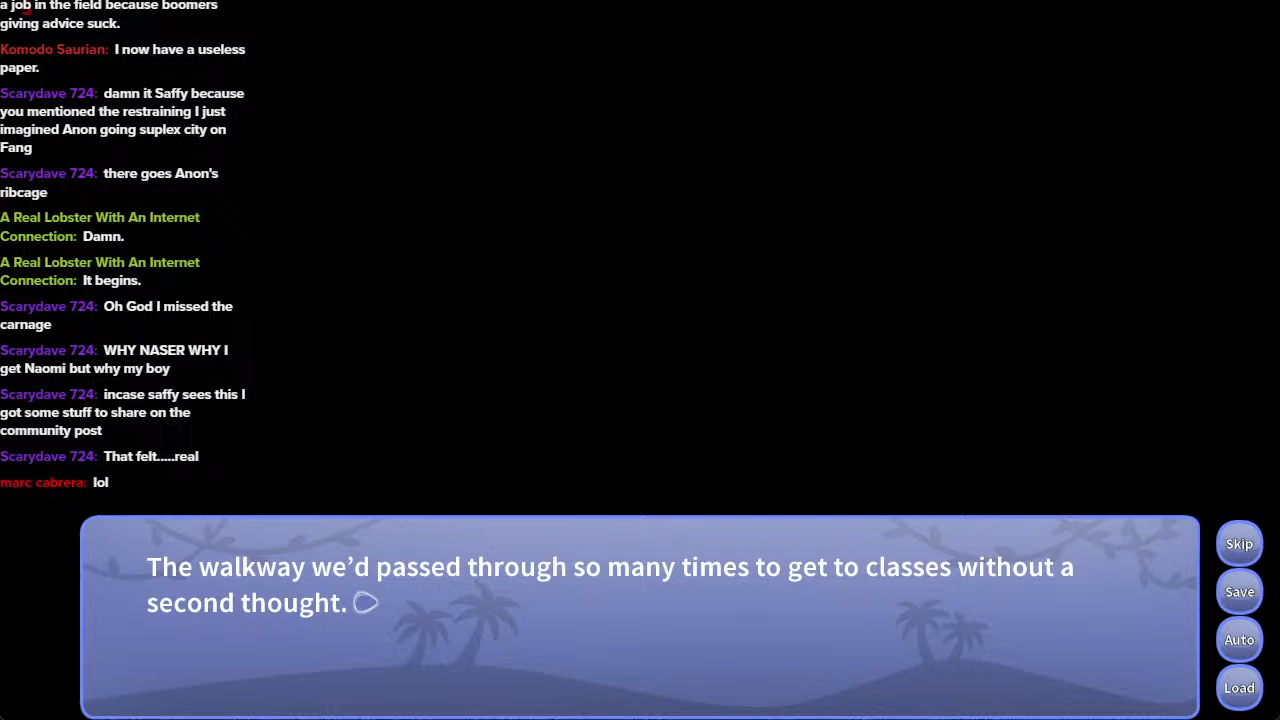 a job in the field because boomers
giving advice suck.
Komodo Saurian: I now have a useless
paper.
Scarydave 724: damn it Saffy because
you mentioned the restraining I just
imagined Anon going suplex city on
Fang
Scarydave 724: there goes Anon's
ribcage
A Real Lobster With An Internet
Connection: Damn.
A Real Lobster With An Internet
Connection: It begins.
Scarydave 724: Oh God I missed the
carnage
Scarydave 724: WHY NASER WHY I
get Naomi but why my boy
Scarydave 724: incase saffy sees this I
got some stuff to share on the
community post
Scarydave 724: That felt.....real
marc cabrera: lol
The walkway we’d passed through so many times to get to classes without a
second thought.
Skip
Save
Auto
Load